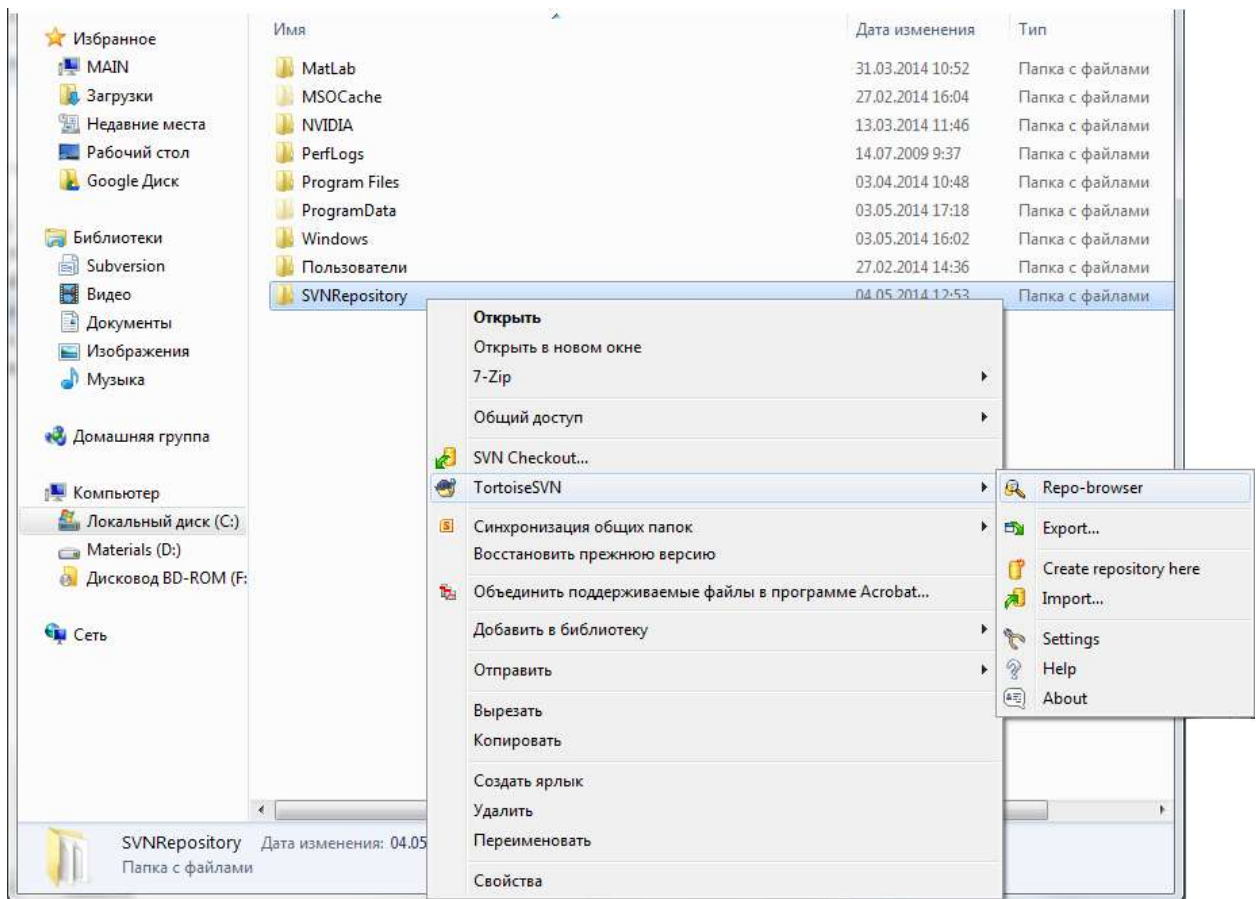 Имя Дата изменения Тип
Избранное
MAIN
Загрузки
Недавние места
Рабочий стол
Google Диск
Библиотеки
Subversion
Видео
Документы
Изображения
Музыка
Домашняя группа
Компьютер
Локальный диск (C:)
Materials (D:)
Дисковод BD-ROM (F:
Сеть
MatLab 31.03.2014 10:52 Папка с файлами
MSOCache 27.02.2014 16:04 Папка с файлами
NVIDIA 13.03.2014 11:46 Папка с файлами
PerfLogs 14.07.2009 9:37 Папка с файлами
Program Files 03.04.2014 10:48 Папка с файлами
ProgramData 03.05.2014 17:18 Папка с файлами
Windows 03.05.2014 16:02 Папка с файлами
Пользователи 27.02.2014 14:36 Папка с файлами
SVNRepository 04.05.2014 12:53 Папка с файлами
Открыть
Открыть в новом окне
7-Zip
Общий доступ
SVN Checkout...
TortoiseSVN
Синхронизация общих папок
Восстановить прежнюю версию
Объединить поддерживаемые файлы в программе Acrobat...
Добавить в библиотеку
Отправить
Вырезать
Копировать
Создать ярлык
Удалить
Переименовать
Свойства
Repo-browser
Export...
Create repository here
Import...
Settings
Help
About
SVNRepository Дата изменения: 04.05
Папка с файлами